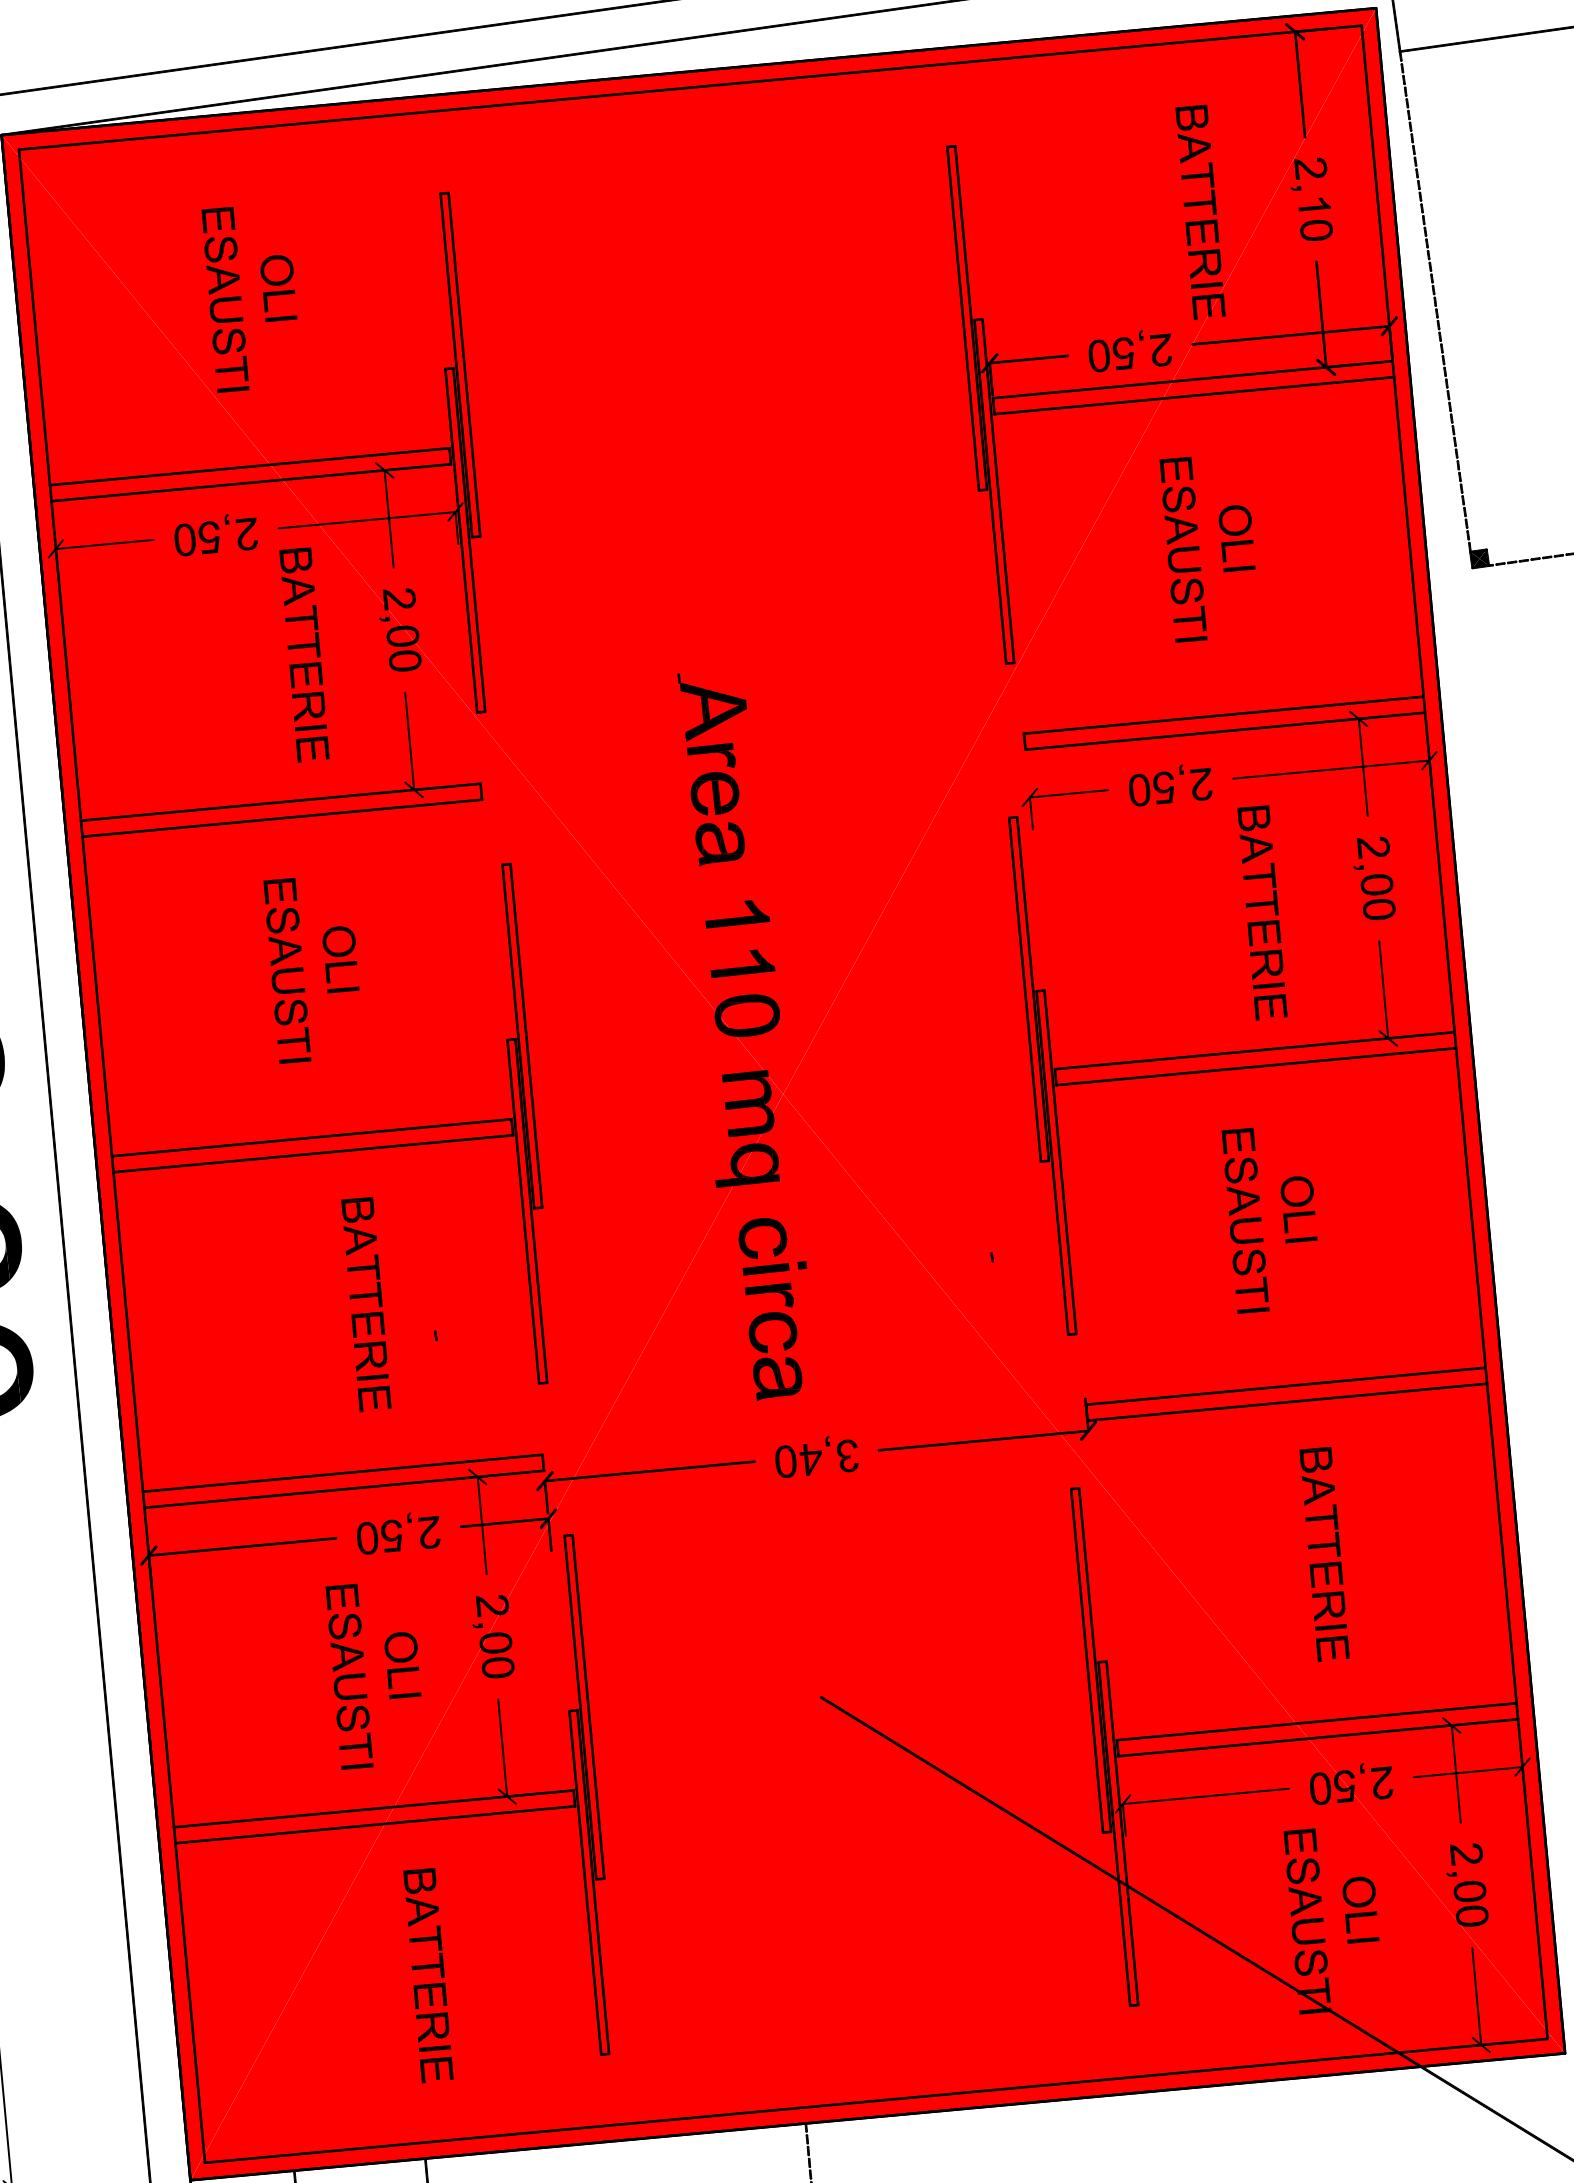 OLI
ESAUSTI
2,50
BATTERIE
2,00
OLI
ESAUSTI
BATTERIE
2,50
OLI
ESAUSTI
2,00
BATTERIE
Area 110 mq circa
3,40
BATTERIE
2,10
2,50
OLI
ESAUSTI
2,50
BATTERIE
2,00
OLI
ESAUSTI
BATTERIE
2,50
OLI
ESAUSTI
2,00